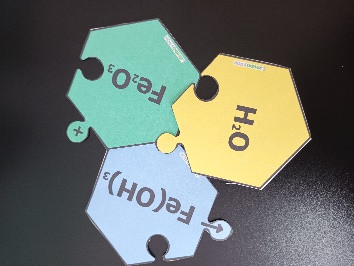 Fe₂O₃
H₂O
+
Fe(OH)₃
→